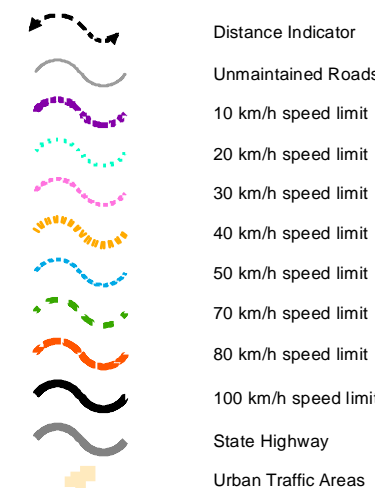 Distance Indicator
Unmaintained Roads
10 km/h speed limit
20 km/h speed limit
30 km/h speed limit
40 km/h speed limit
50 km/h speed limit
70 km/h speed limit
80 km/h speed limit
100 km/h speed limit
State Highway
Urban Traffic Areas